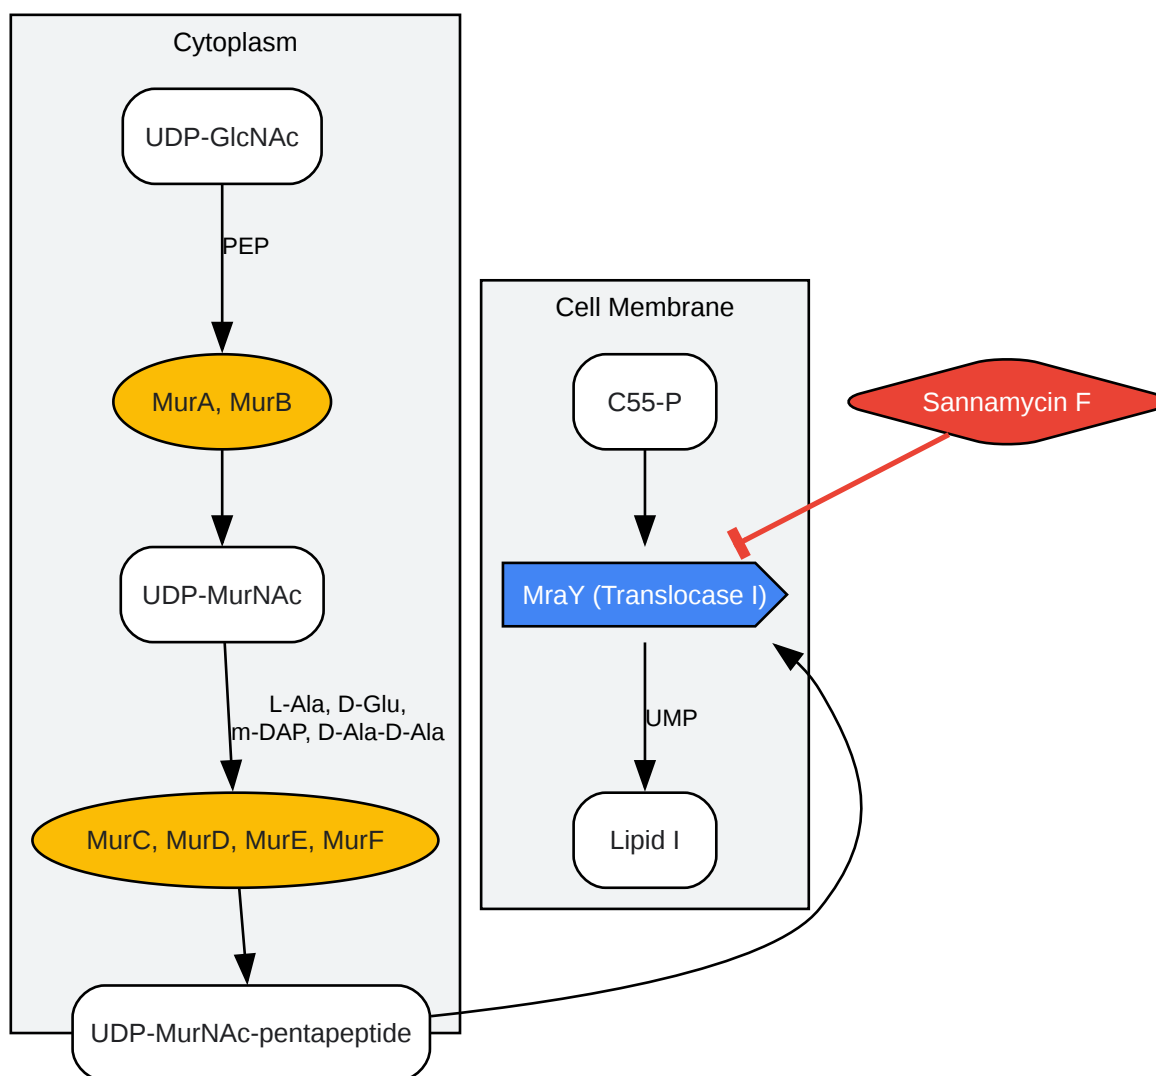 Cytoplasm
UDP-GlcNAc
PEP
MurA, MurB
UDP-MurNAc
L-Ala, D-Glu,
m-DAP, D-Ala-D-Ala
MurC, MurD, MurE, MurF
UDP-MurNAc-pentapeptide
Cell Membrane
C55-P
MraY (Translocase I)
UMP
Lipid I
Sannamycin F